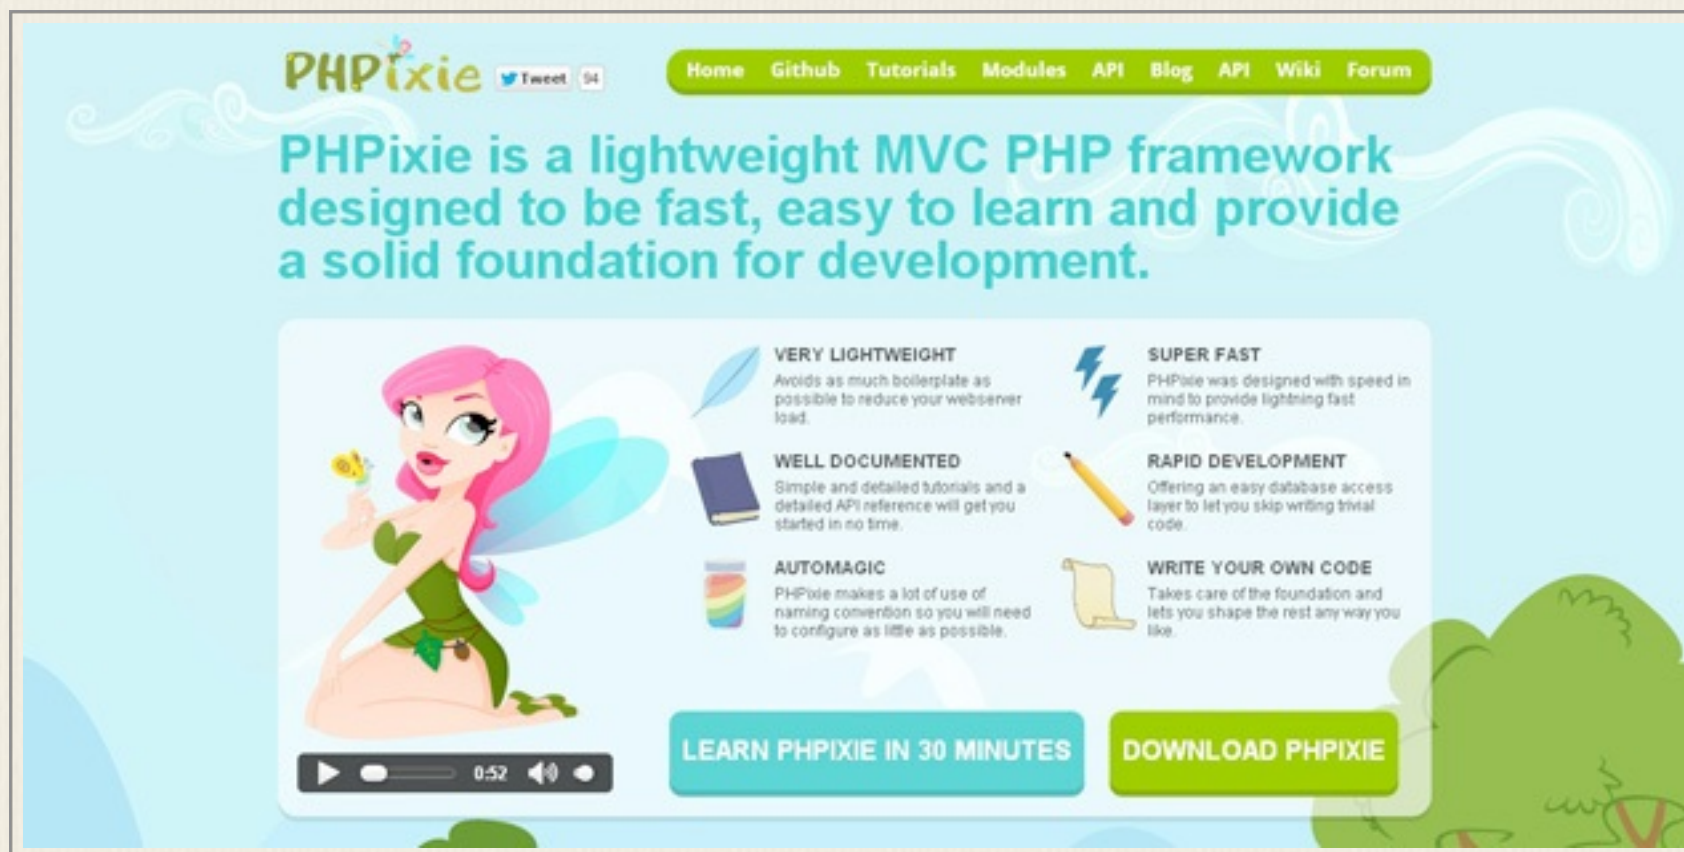 PHPixie Tweet 94
Home Github Tutorials Modules API Blog API Wiki Forum
PHPixie is a lightweight MVC PHP framework
designed to be fast, easy to learn and provide
a solid foundation for development.
VERY LIGHTWEIGHT
Avoids as much boilerplate as
possible to reduce your webserver
load.
SUPER FAST
PHPixie was designed with speed in
mind to provide lightning fast
performance.
WELL DOCUMENTED
Simple and detailed tutorials and a
detailed API reference will get you
started in no time.
RAPID DEVELOPMENT
Offering an easy database access
layer to let you skip writing trivial
code.
AUTOMAGIC
PHPixie makes a lot of use of
naming convention so you will need
to configure as little as possible.
WRITE YOUR OWN CODE
Takes care of the foundation and
lets you shape the rest any way you
like.
0:52
LEARN PHPIXIE IN 30 MINUTES
DOWNLOAD PHPIXIE